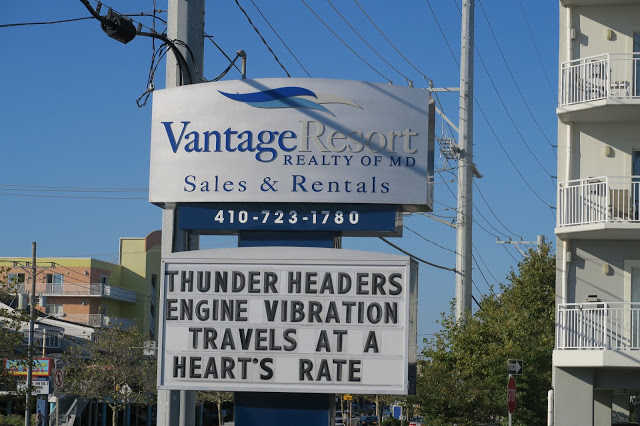 Vantage Resort
REALTY OF MD
Sales & Rentals
410-723-1780
THUNDER HEADERS
ENGINE VIBRATION
TRAVELS AT A
HEART'S RATE